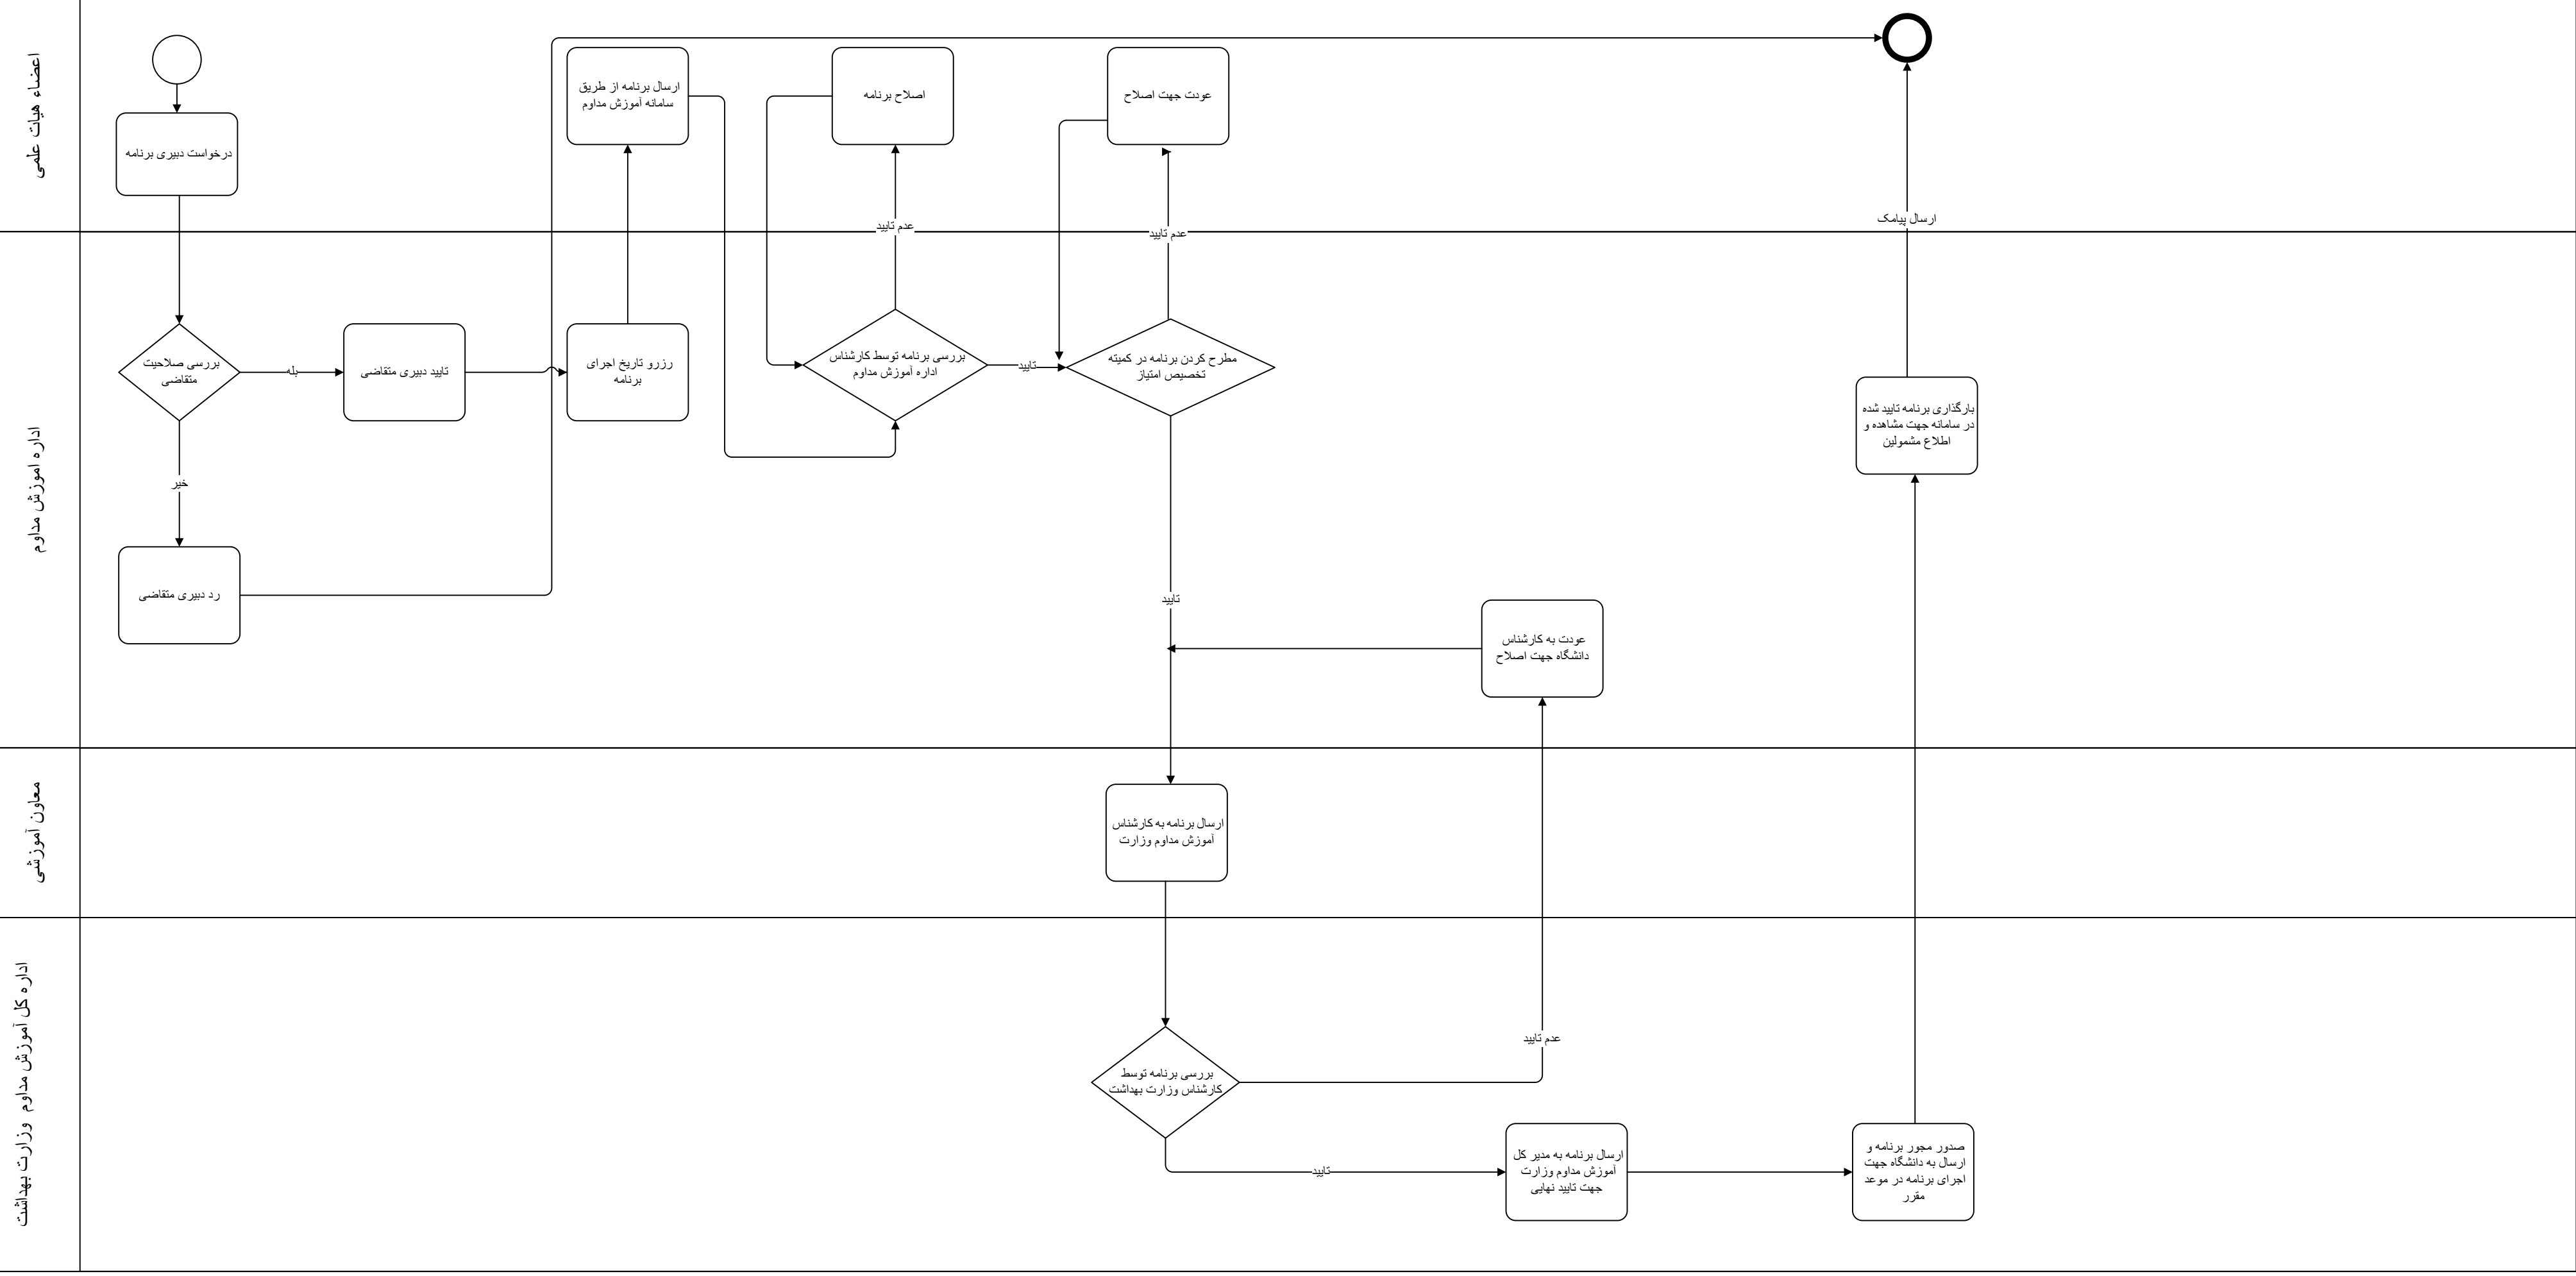 اعضاء هیات علمی
درخواست دبیری برنامه
ارسال برنامه از طریق
سامانه آموزش مداوم
اصلاح برنامه
عودت جهت اصلاح
عدم تایید
عدم تایید
ارسال پیامک
اداره اموزش مداوم
بررسی صلاحیت
متقاضی
بله
تایید دبیری متقاضی
رزرو تاریخ اجرای
برنامه
بررسی برنامه توسط کارشناس
اداره آموزش مداوم
تایید
مطرح کردن برنامه در کمیته
تخصیص امتیاز
بارگذاری برنامه تایید شده
در سامانه جهت مشاهده و
اطلاع مشمولین
خیر
رد دبیری متقاضی
تایید
عودت به کارشناس
دانشگاه جهت اصلاح
معاون آموزشی
ارسال برنامه به کارشناس
آموزش مداوم وزارت
اداره کل آموزش مداوم وزارت بهداشت
بررسی برنامه توسط
کارشناس وزارت بهداشت
عدم تایید
تایید
ارسال برنامه به مدیر کل
آموزش مداوم وزارت
جهت تایید نهایی
صدور مجور برنامه و
ارسال به دانشگاه جهت
اجرای برنامه در موعد
مقرر